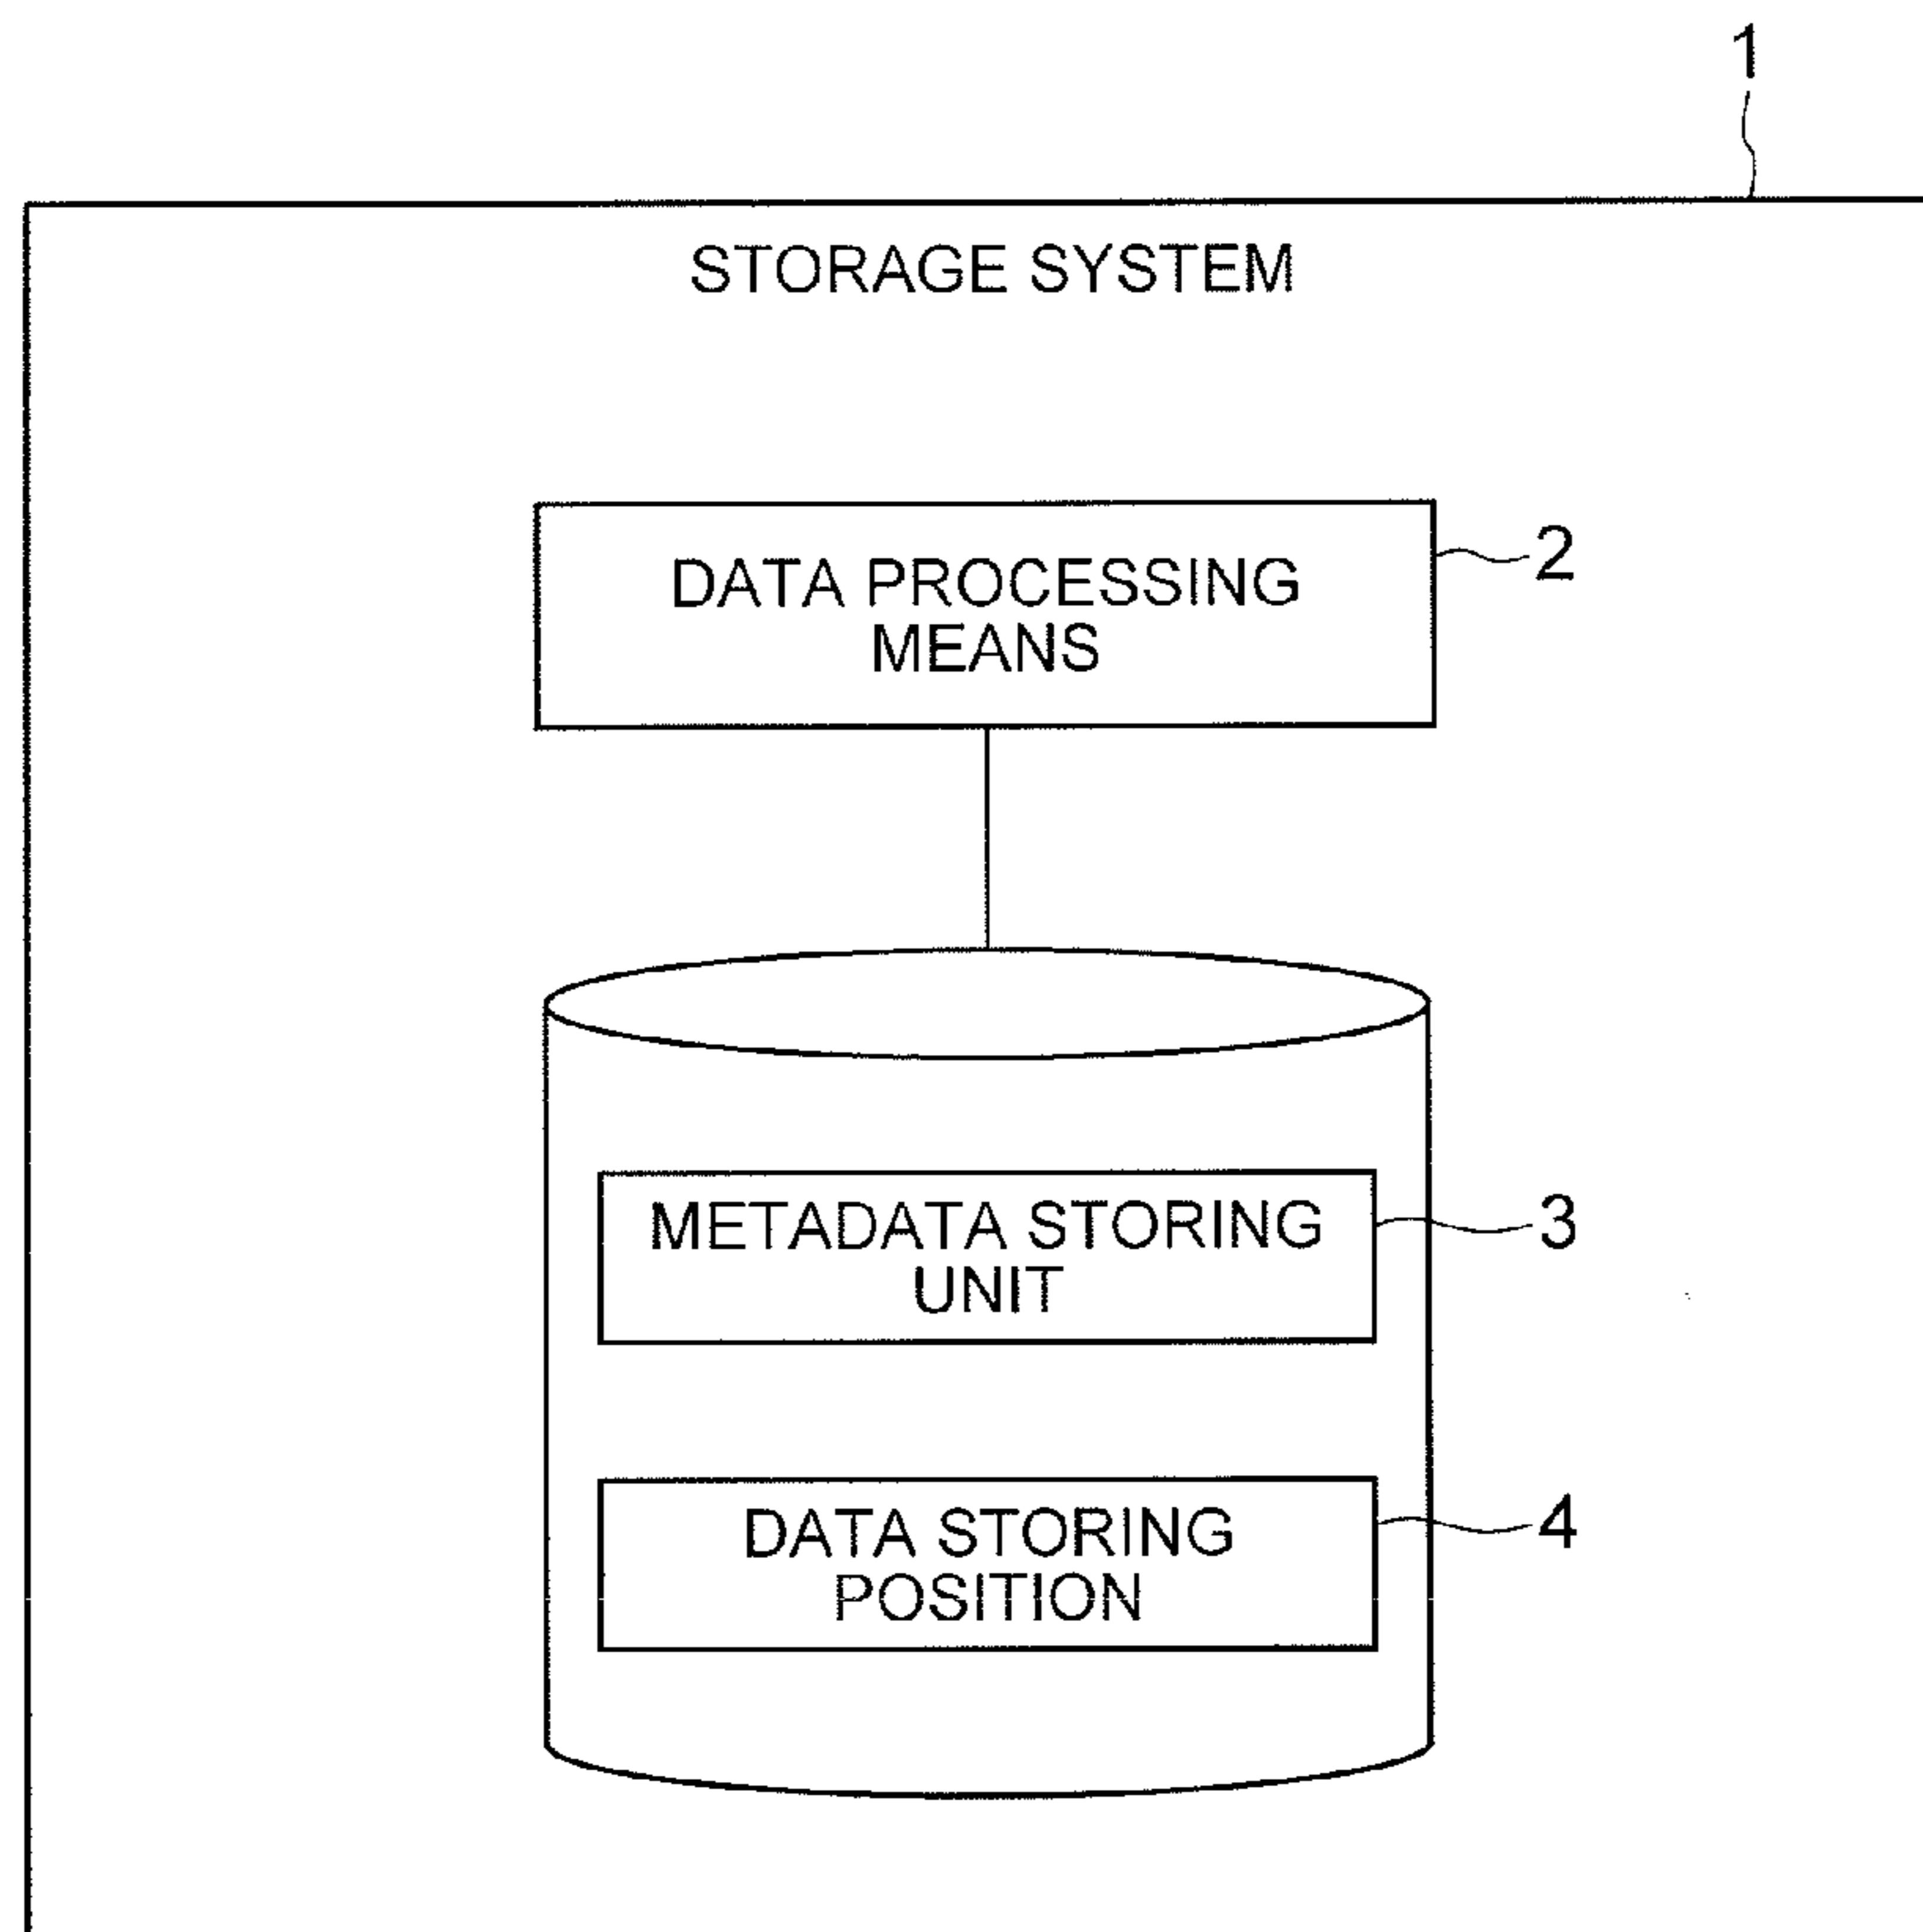 1
STORAGE SYSTEM
DATA PROCESSING
MEANS
2
METADATA STORING
UNIT
3
DATA STORING
POSITION
4